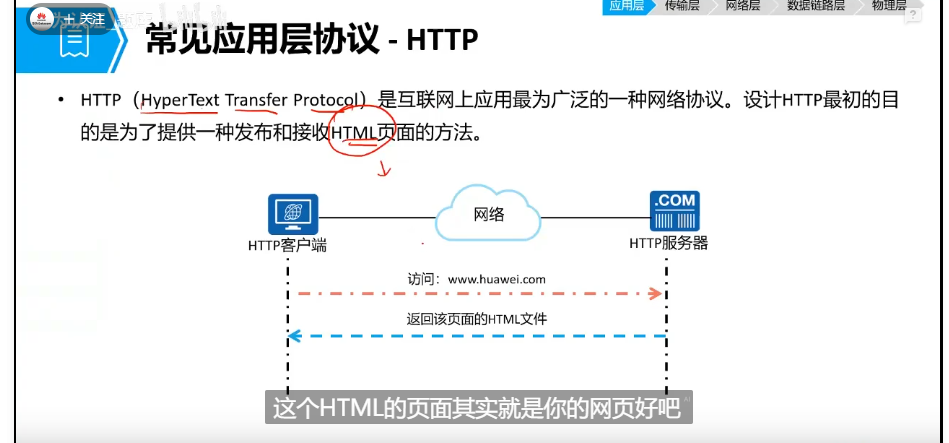 应用层 传输层 网络层 数据链路层 物理层
+ 关注
常见应用层协议 - HTTP
• HTTP（HyperText Transfer Protocol）是互联网上应用最为广泛的一种网络协议。设计HTTP最初的目
的是为了提供一种发布和接收HTML页面的方法。
网络
.COM
HTTP客户端
HTTP服务器
访问：www.huawei.com
返回该页面的HTML文件
这个HTML的页面其实就是你的网页好吧